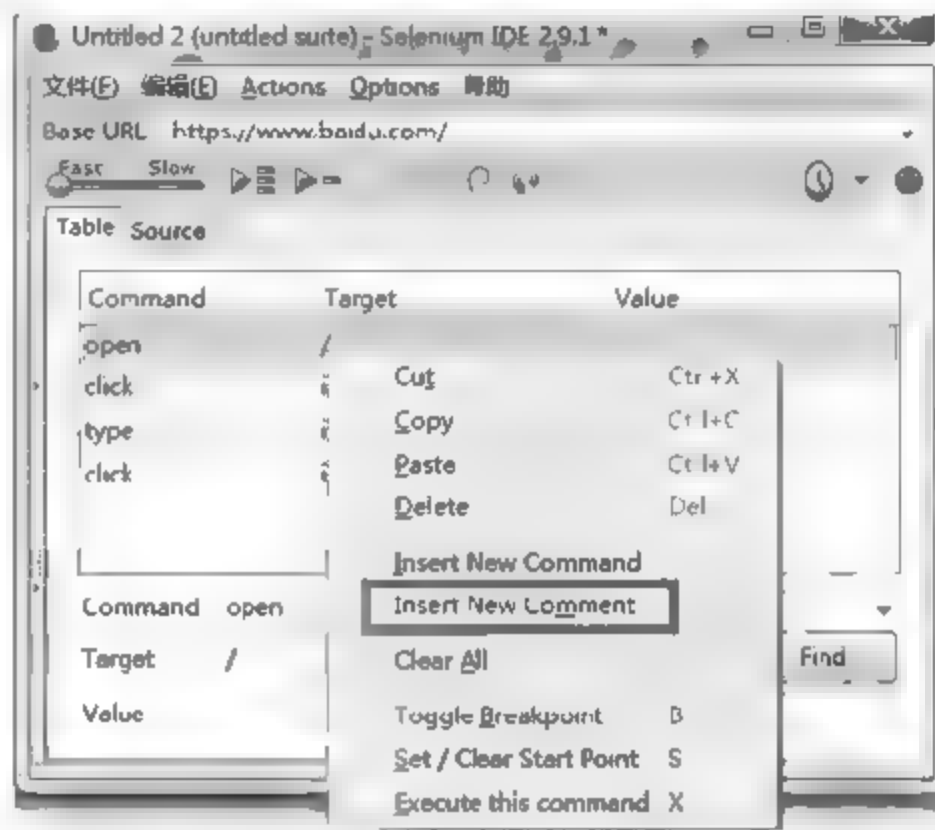 Untitled 2 (untitled suite) - Selenium IDE 2.9.1 *
文件(F) 编辑(E) Actions Options 帮助
Base URL https://www.baidu.com/
Fast Slow
Table Source
Command Target Value
open /
click
type
click
Cut Ctr +X
Copy Ct l+C
Paste Ct l+V
Delete Del
Insert New Command
Insert New Comment
Clear All
Toggle Breakpoint B
Set / Clear Start Point S
Execute this command X
Command open
Target / Find
Value